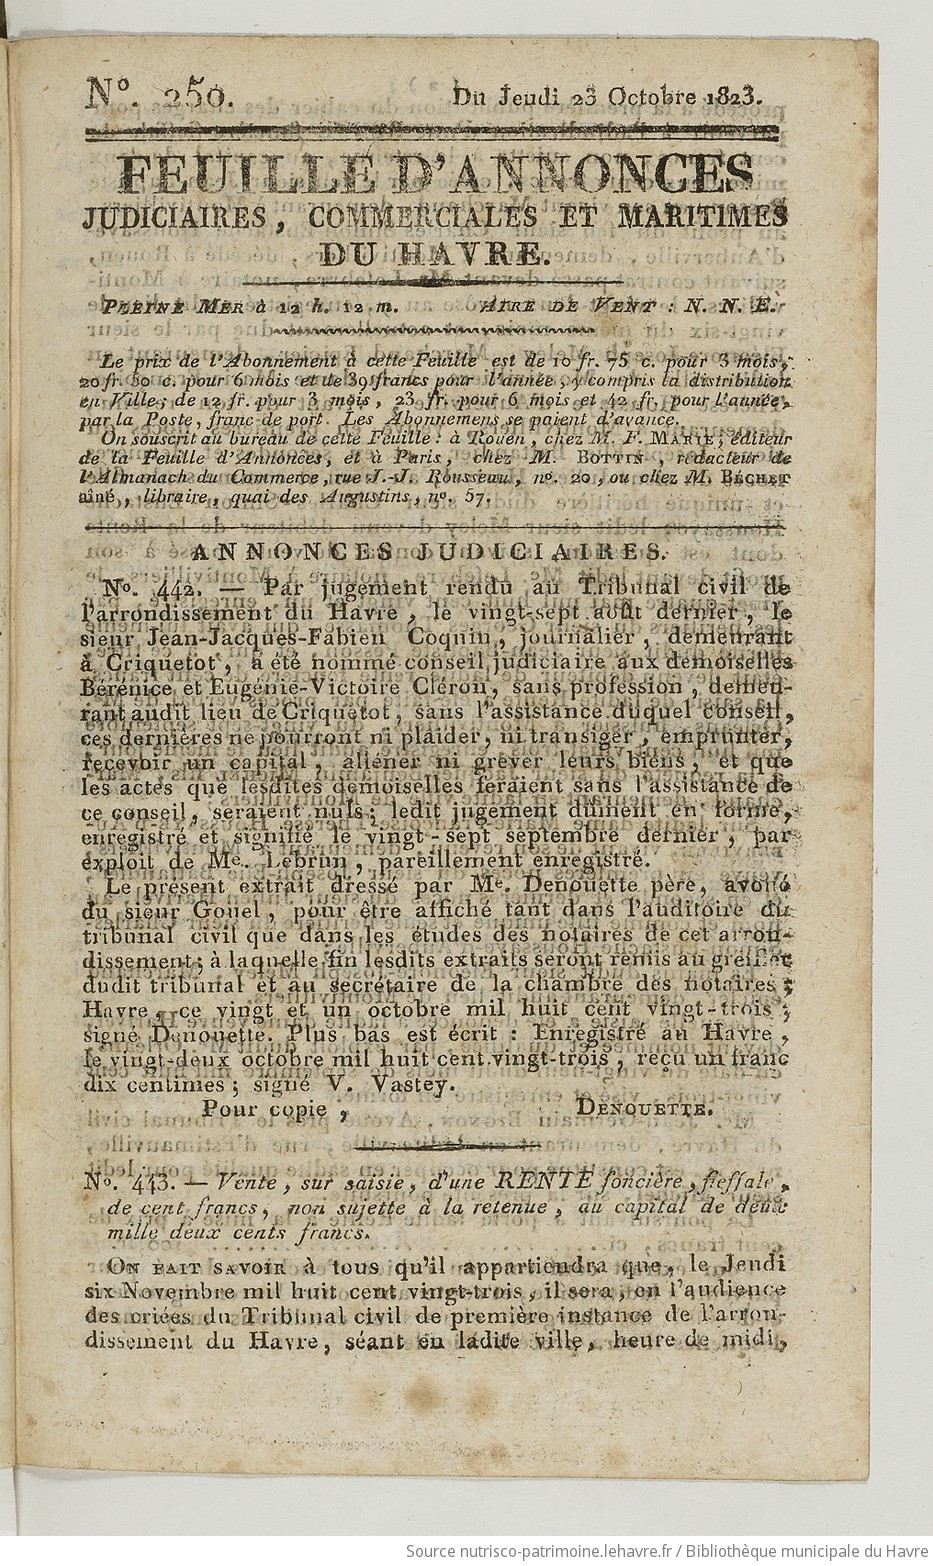 N°. 250. Du Jeudi 23 Octobre 1823.
FEUILLE D'ANNONCES
JUDICIAIRES, COMMERCIALES ET MARITIMES
DU HAVRE.
PLEINE MER à 12 h. 12 m. AIRE DE VENT : N. N. E.
Le prix de l'Abonnement à cette Feuille est de 10 fr. 75 c. pour 3 mois,
20 fr. 50 c. pour 6 mois et de 39 francs pour l'année, y compris la distribution
en Ville; de 12 fr. pour 3 mois, 23 fr. pour 6 mois et 42 fr. pour l'année,
par la Poste, franc de port. Les Abonnemens se paient d'avance.
On souscrit au bureau de cette Feuille : à Rouen, chez M. F. MARIE, éditeur
de la Feuille d'Annonces, et à Paris, chez M. BOTTIN, rédacteur de
l'Almanach du Commerce, rue J.-J. Rousseau, n°. 20, ou chez M. BÉCHET
aîné, libraire, quai des Augustins, n°. 57.
ANNONCES JUDICIAIRES.
N°. 442. — Par jugement rendu au Tribunal civil de
l'arrondissement du Havre, le vingt-sept août dernier, le
sieur Jean-Jacques-Fabien Coquin, journalier, demeurant
à Criquetot, a été nommé conseil judiciaire aux demoiselles
Bérénice et Eugénie-Victoire Cléron, sans profession, demeu-
rant audit lieu de Criquetot, sans l'assistance duquel conseil,
ces dernières ne pourront ni plaider, ni transiger, emprunter,
recevoir un capital, aliéner ni grever leurs biens, et que
les actes que lesdites demoiselles feraient sans l'assistance de
ce conseil, seraient nuls; ledit jugement dûment en forme,
enregistré et signifié le vingt-sept septembre dernier, par
exploit de Me. Lebrun, pareillement enregistré.
Le présent extrait dressé par Me. Denouette père, avoué
du sieur Gouel, pour être affiché tant dans l'auditoire du
tribunal civil que dans les études des notaires de cet arron-
dissement; à laquelle fin lesdits extraits seront remis au greffier
dudit tribunal et au secrétaire de la chambre des notaires;
Havre, ce vingt et un octobre mil huit cent vingt-trois;
signé Denouette. Plus bas est écrit : Enregistré au Havre,
le vingt-deux octobre mil huit cent vingt-trois, reçu un franc
dix centimes; signé V. Vastey.
Pour copie, DENOUETTE.
N°. 443. — Vente, sur saisie, d'une RENTE foncière, fieffale,
de cent francs, non sujette à la retenue, au capital de deux
mille deux cents francs.
ON FAIT SAVOIR à tous qu'il appartiendra que, le Jeudi
six Novembre mil huit cent vingt-trois, il sera, en l'audience
des criées du Tribunal civil de première instance de l'arron-
dissement du Havre, séant en ladite ville, heure de midi,
Source nutrisco-patrimoine.lehavre.fr / Bibliothèque municipale du Havre